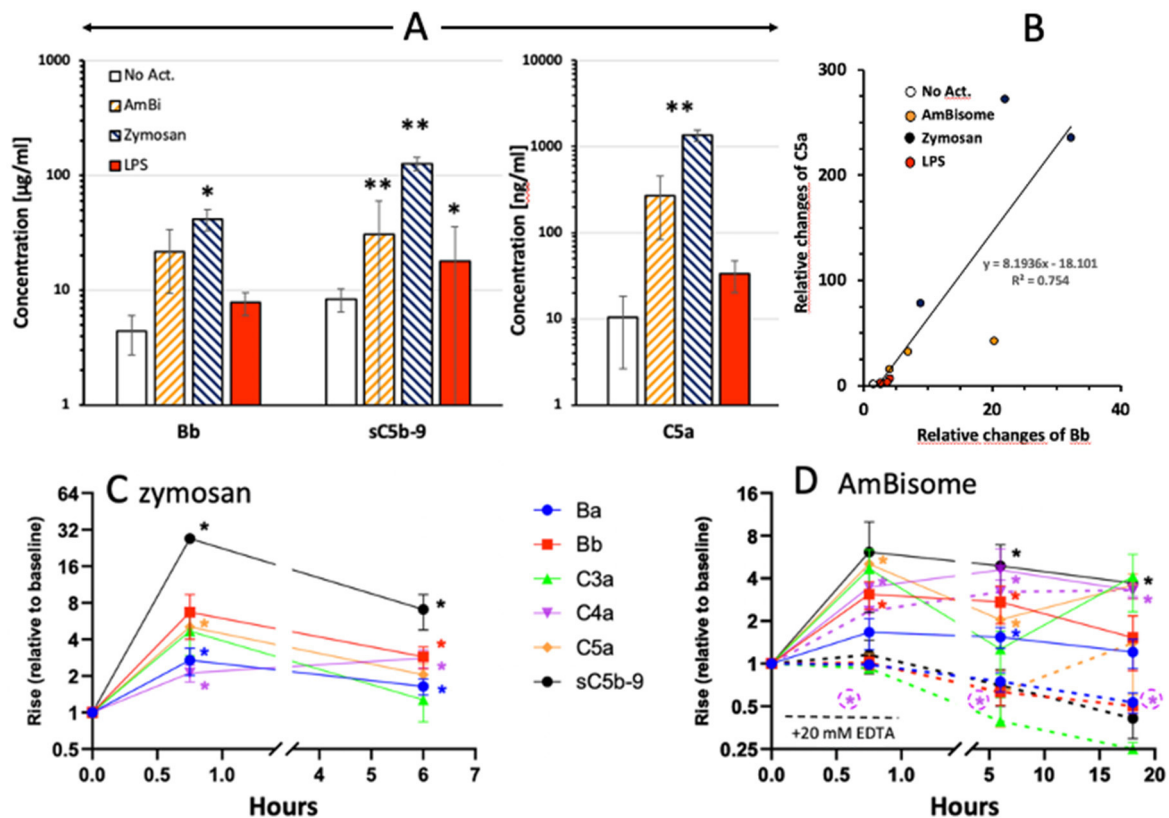 A
B
1000
100
10
1
Concentration [µg/ml]
No Act.
AmBi
Zymosan
LPS
*
**
**
*
Bb
sC5b-9
10000
1000
100
10
1
Concentration [ng/ml]
**
C5a
300
200
100
0
Relative changes of C5a
No Act.
AmBisome
Zymosan
LPS
y = 8.1936x - 18.101
R² = 0.754
0
20
40
Relative changes of Bb
C zymosan
64
32
16
8
4
2
1
0.5
Rise (relative to baseline)
*
*
*
*
*
*
*
*
0.0
0.5
1.0
4
5
6
7
Hours
Ba
Bb
C3a
C4a
C5a
sC5b-9
D AmBisome
16
8
4
2
1
0.5
0.25
Rise (relative to baseline)
*
*
*
*
*
*
*
*
*
*
*
*
*
*
+20 mM EDTA
0.0
0.5
1.0
5
10
15
20
Hours